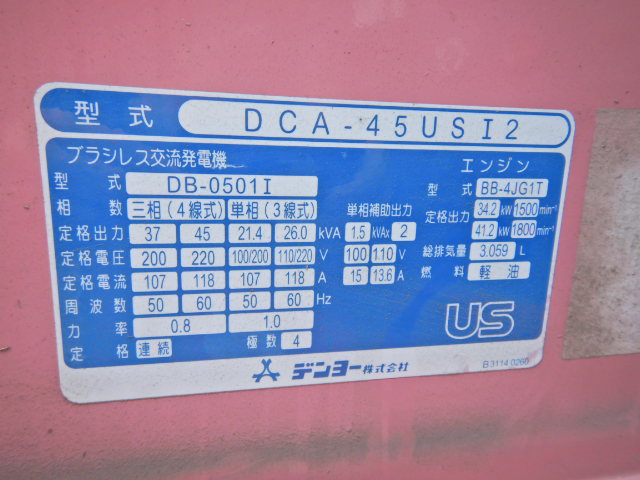 型式 DCA-45USI2
ブラシレス交流発電機 エンジン
型式 DB-0501I 型式 BB-4JG1T
相数 三相(4線式) 単相(3線式) 単相補助出力 定格出力 34.2 kW 1500 min⁻¹
定格出力 37 45 21.4 26.0 kVA 1.5 kVAx 2 41.2 kW 1800 min⁻¹
定格電圧 200 220 100/200 110/220 V 100 110 V 総排気量 3.059 L
定格電流 107 118 107 118 A 15 13.6 A 燃料 軽油
周波数 50 60 50 60 Hz
力率 0.8 1.0 US
定格 連続 極数 4
デンヨー株式会社 B3114 0260